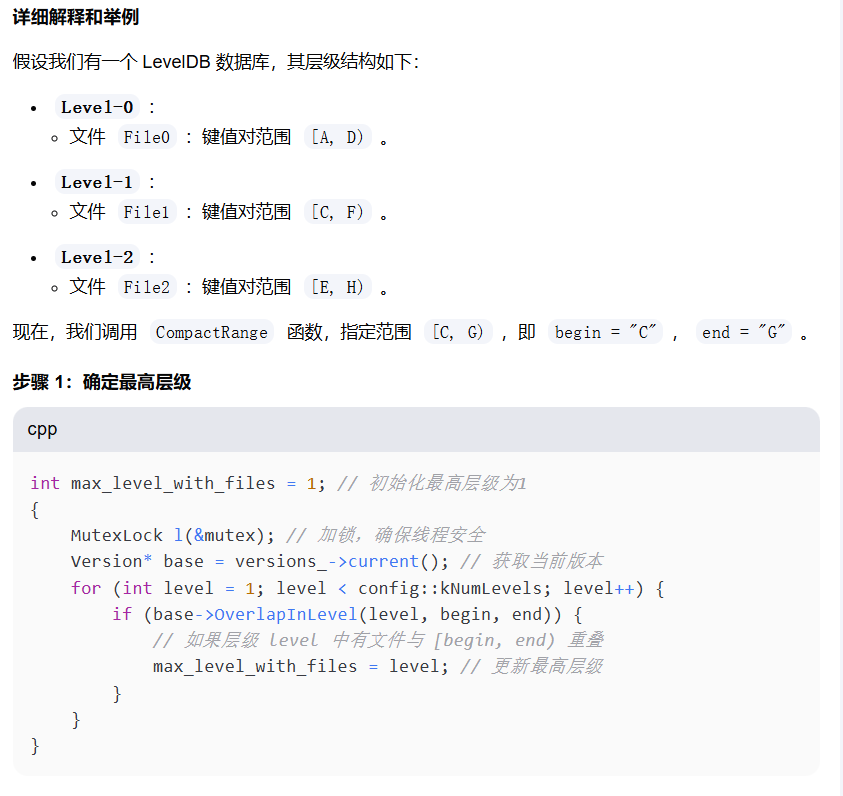 详细解释和举例
假设我们有一个 LevelDB 数据库，其层级结构如下：
• Level-0 ：
◦ 文件 File0 ：键值对范围 [A, D) 。
• Level-1 ：
◦ 文件 File1 ：键值对范围 [C, F) 。
• Level-2 ：
◦ 文件 File2 ：键值对范围 [E, H) 。
现在，我们调用 CompactRange 函数，指定范围 [C, G) ，即 begin = "C" ， end = "G" 。
步骤 1：确定最高层级
cpp
int max_level_with_files = 1; // 初始化最高层级为1
{
    MutexLock l(&mutex); // 加锁，确保线程安全
    Version* base = versions_->current(); // 获取当前版本
    for (int level = 1; level < config::kNumLevels; level++) {
        if (base->OverlapInLevel(level, begin, end)) {
            // 如果层级 level 中有文件与 [begin, end) 重叠
            max_level_with_files = level; // 更新最高层级
        }
    }
}